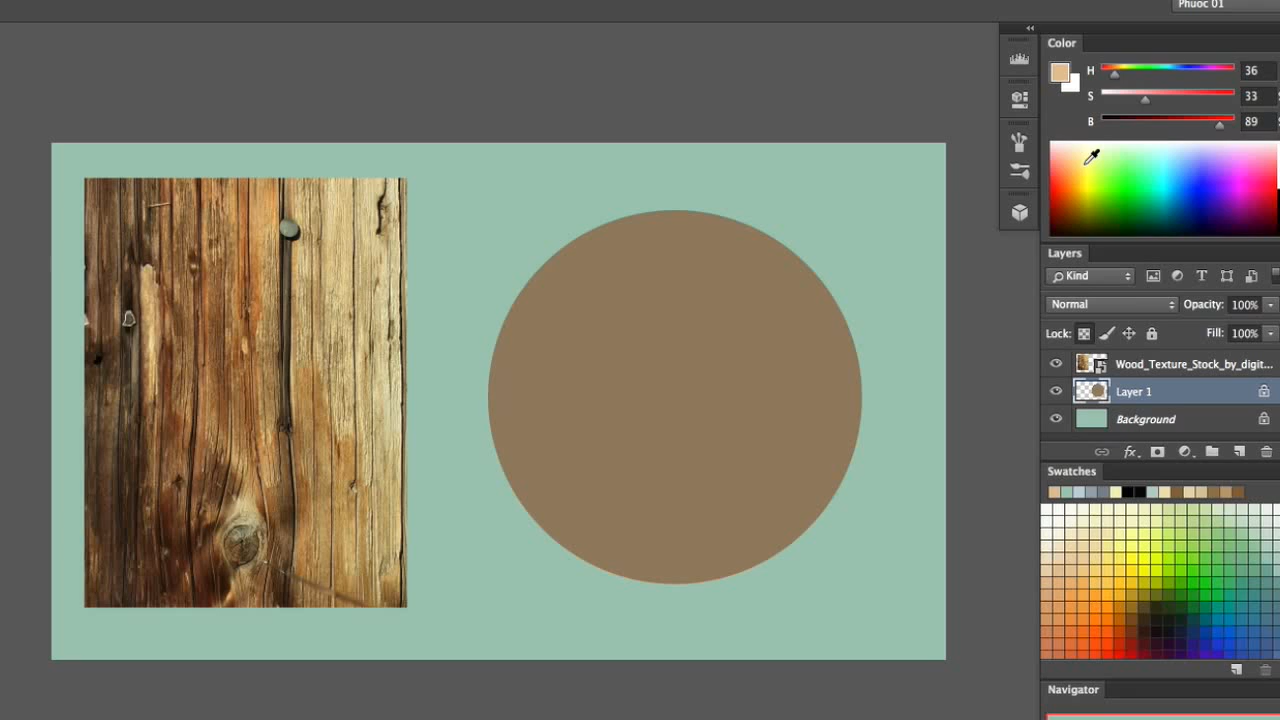 Phuoc 01
Color
H 36
S 33
B 89
Layers
Kind
Normal Opacity: 100%
Lock: Fill: 100%
Wood_Texture_Stock_by_digit...
Layer 1
Background
fx
Swatches
Navigator